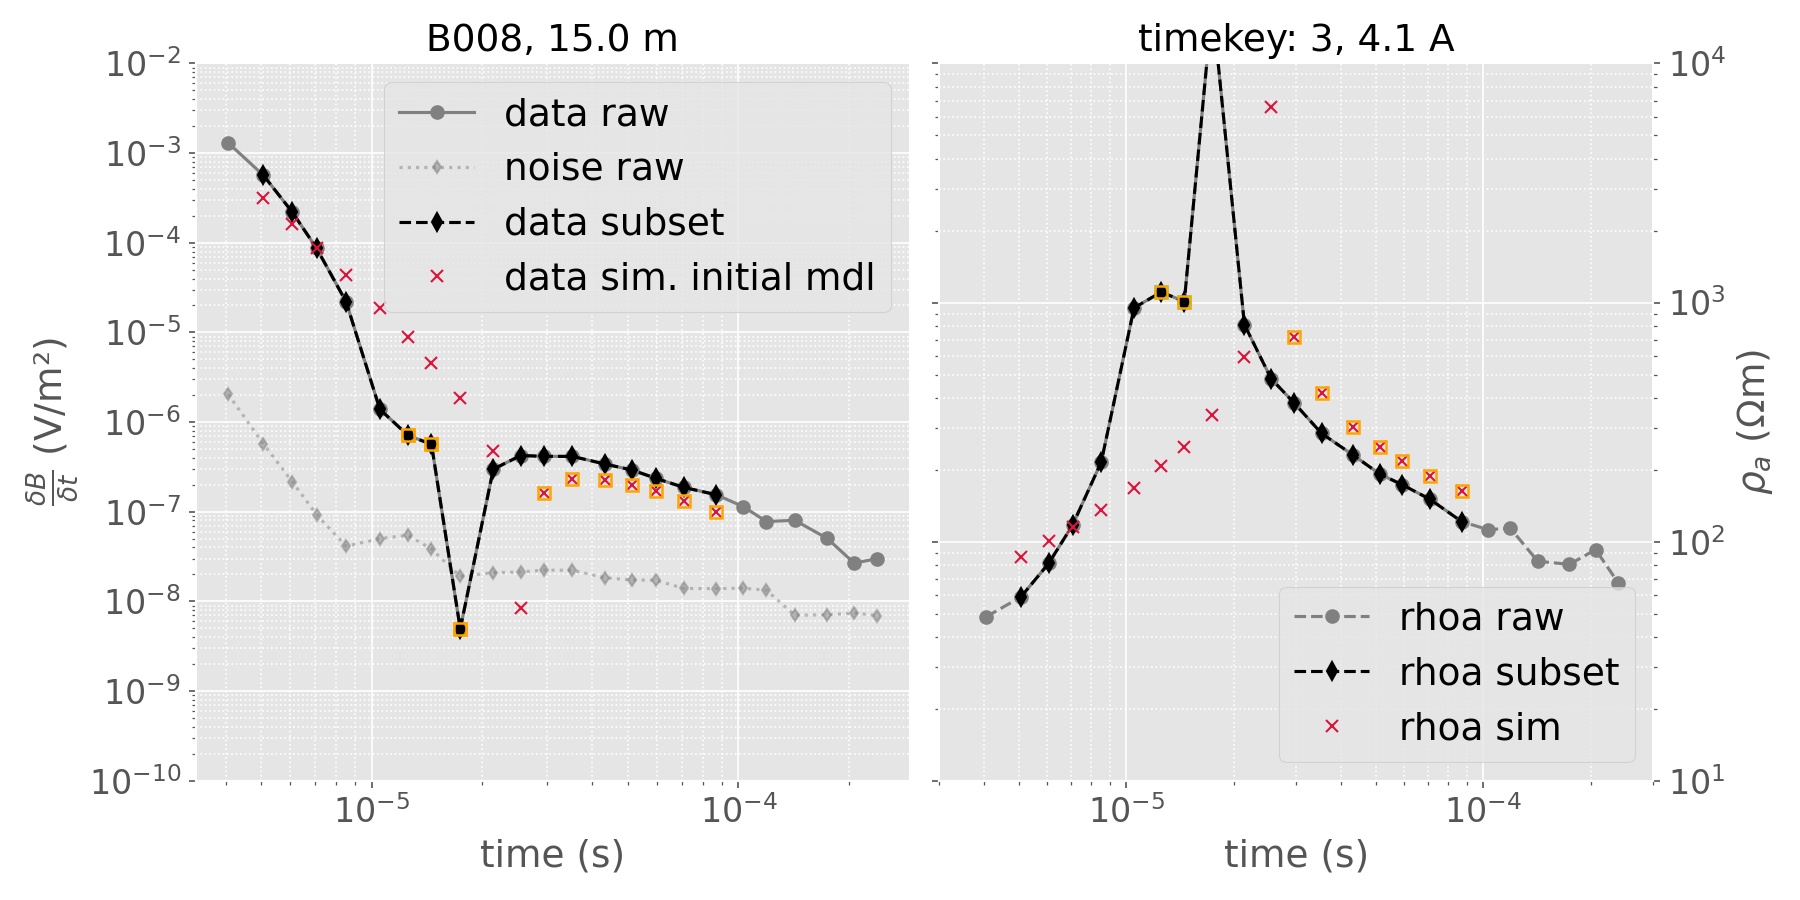 B008, 15.0 m
10⁻²
10⁻³
10⁻⁴
10⁻⁵
10⁻⁶
10⁻⁷
10⁻⁸
10⁻⁹
10⁻¹⁰
δB/δt (V/m²)
data raw
noise raw
data subset
data sim. initial mdl
10⁻⁵ 10⁻⁴
time (s)
timekey: 3, 4.1 A
10⁴
10³
10²
10¹
ρₐ (Ωm)
rhoa raw
rhoa subset
rhoa sim
10⁻⁵ 10⁻⁴
time (s)